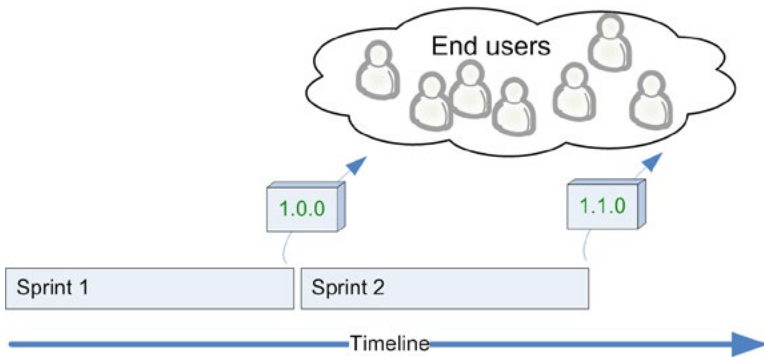 End users
1.0.0
1.1.0
Sprint 1
Sprint 2
Timeline